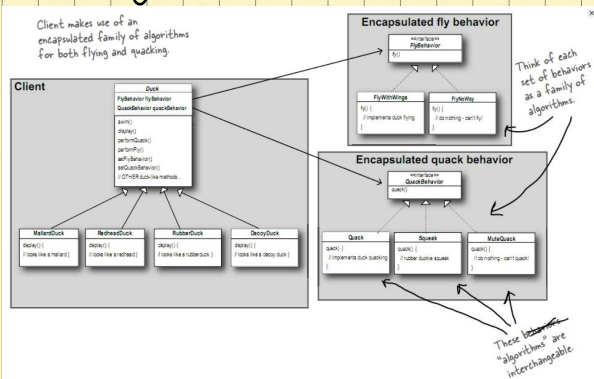 Client makes use of an
encapsulated family of algorithms
for both flying and quacking.
Client
Duck
FlyBehavior flyBehavior
QuackBehavior quackBehavior
swim()
display()
performQuack()
performFly()
setFlyBehavior()
setQuackBehavior()
// OTHER duck-like methods...
MallardDuck
display() {
// looks like a mallard }
RedheadDuck
display() {
// looks like a redhead }
RubberDuck
display() {
// looks like a rubberduck }
DecoyDuck
display() {
// looks like a decoy duck }
Encapsulated fly behavior
<<interface>>
FlyBehavior
fly()
FlyWithWings
fly() {
// implements duck flying
}
FlyNoWay
fly() {
// do nothing - can't fly!
}
Think of each
set of behaviors
as a family of
algorithms.
Encapsulated quack behavior
<<interface>>
QuackBehavior
quack()
Quack
quack() {
// implements duck quacking
}
Squeak
quack() {
// rubber duckie squeak
}
MuteQuack
quack() {
// do nothing - can't quack!
}
These behaviors
"algorithms" are
interchangeable.